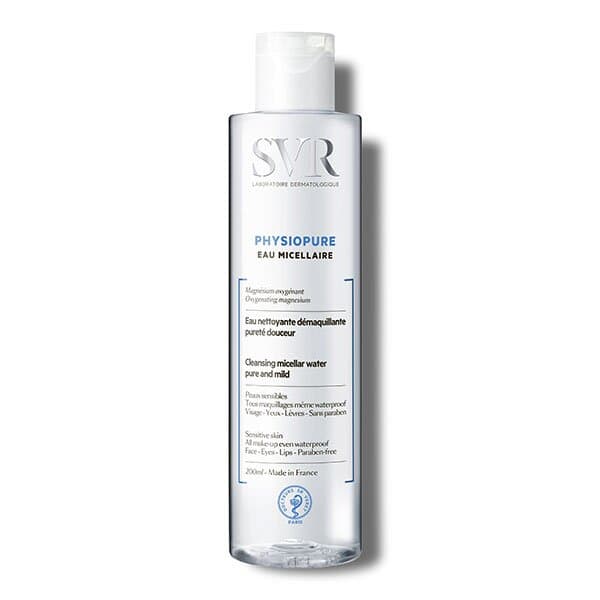 SVR
LABORATOIRE DERMATOLOGIQUE
PHYSIOPURE
EAU MICELLAIRE
Magnésium oxygénant
Oxygenating magnesium
Eau nettoyante démaquillante
pureté douceur
Cleansing micellar water
pure and mild
Peaux sensibles
Tous maquillages même waterproof
Visage - Yeux - Lèvres - Sans paraben
Sensitive skin
All make-up even waterproof
Face - Eyes - Lips - Paraben-free
200ml - Made in France
PARIS